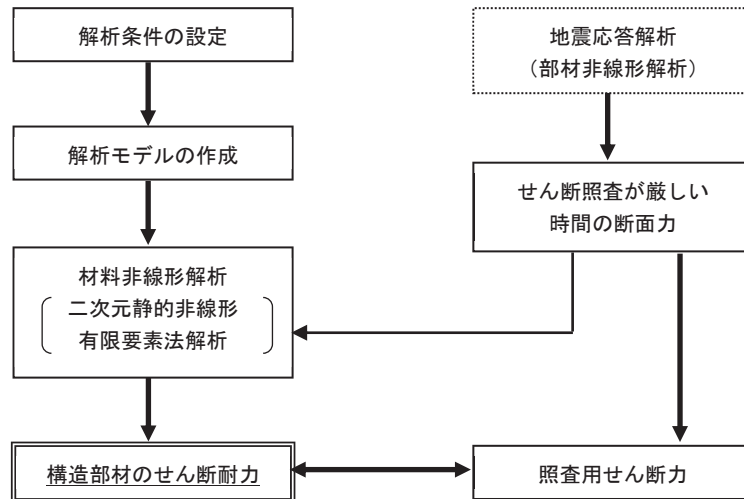 解析条件の設定
地震応答解析
（部材非線形解析）
解析モデルの作成
せん断照査が厳しい
時間の断面力
材料非線形解析
二次元静的非線形
有限要素法解析
構造部材のせん断耐力
照査用せん断力